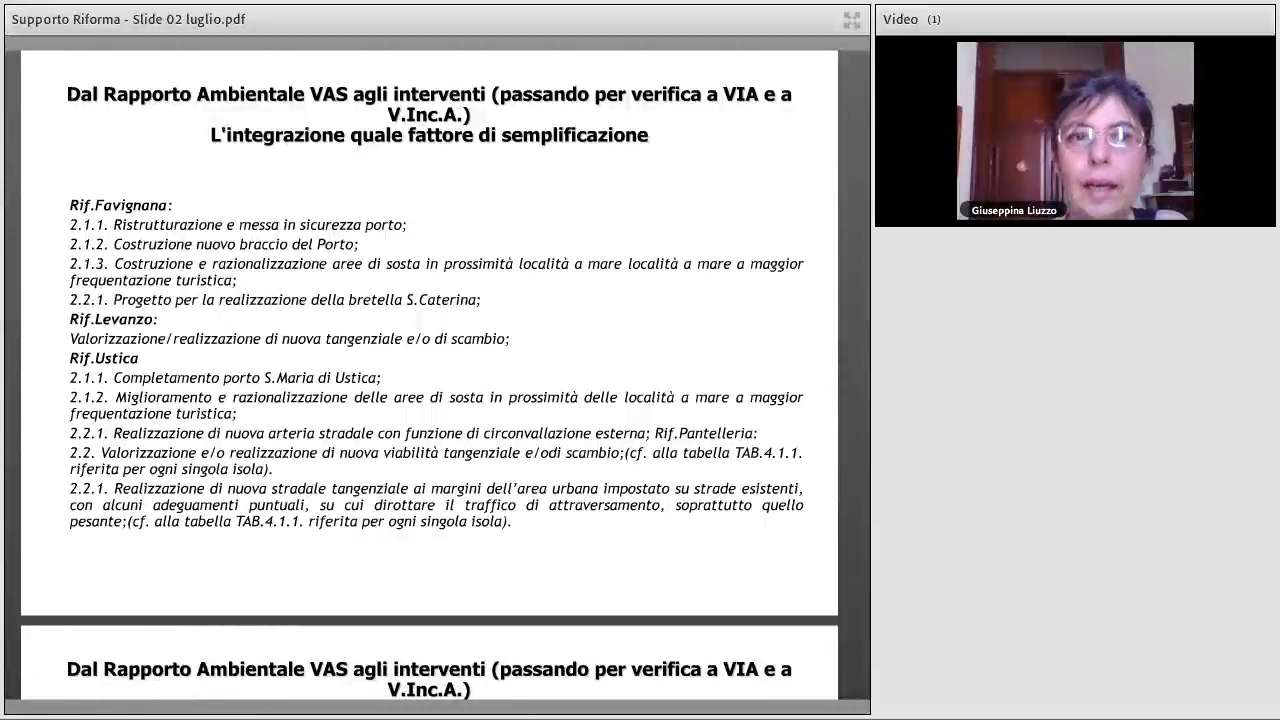 Supporto Riforma - Slide 02 luglio.pdf
Video (1)
Giuseppina Liuzzo
Dal Rapporto Ambientale VAS agli interventi (passando per verifica a VIA e a
V.Inc.A.)
L'integrazione quale fattore di semplificazione
Rif.Favignana:
2.1.1. Ristrutturazione e messa in sicurezza porto;
2.1.2. Costruzione nuovo braccio del Porto;
2.1.3. Costruzione e razionalizzazione aree di sosta in prossimità località a mare località a mare a maggior
frequentazione turistica;
2.2.1. Progetto per la realizzazione della bretella S.Caterina;
Rif.Levanzo:
Valorizzazione/realizzazione di nuova tangenziale e/o di scambio;
Rif.Ustica
2.1.1. Completamento porto S.Maria di Ustica;
2.1.2. Miglioramento e razionalizzazione delle aree di sosta in prossimità delle località a mare a maggior
frequentazione turistica;
2.2.1. Realizzazione di nuova arteria stradale con funzione di circonvallazione esterna; Rif.Pantelleria:
2.2. Valorizzazione e/o realizzazione di nuova viabilità tangenziale e/odi scambio;(cf. alla tabella TAB.4.1.1.
riferita per ogni singola isola).
2.2.1. Realizzazione di nuova stradale tangenziale ai margini dell’area urbana impostato su strade esistenti,
con alcuni adeguamenti puntuali, su cui dirottare il traffico di attraversamento, soprattutto quello
pesante;(cf. alla tabella TAB.4.1.1. riferita per ogni singola isola).
Dal Rapporto Ambientale VAS agli interventi (passando per verifica a VIA e a
V.Inc.A.)